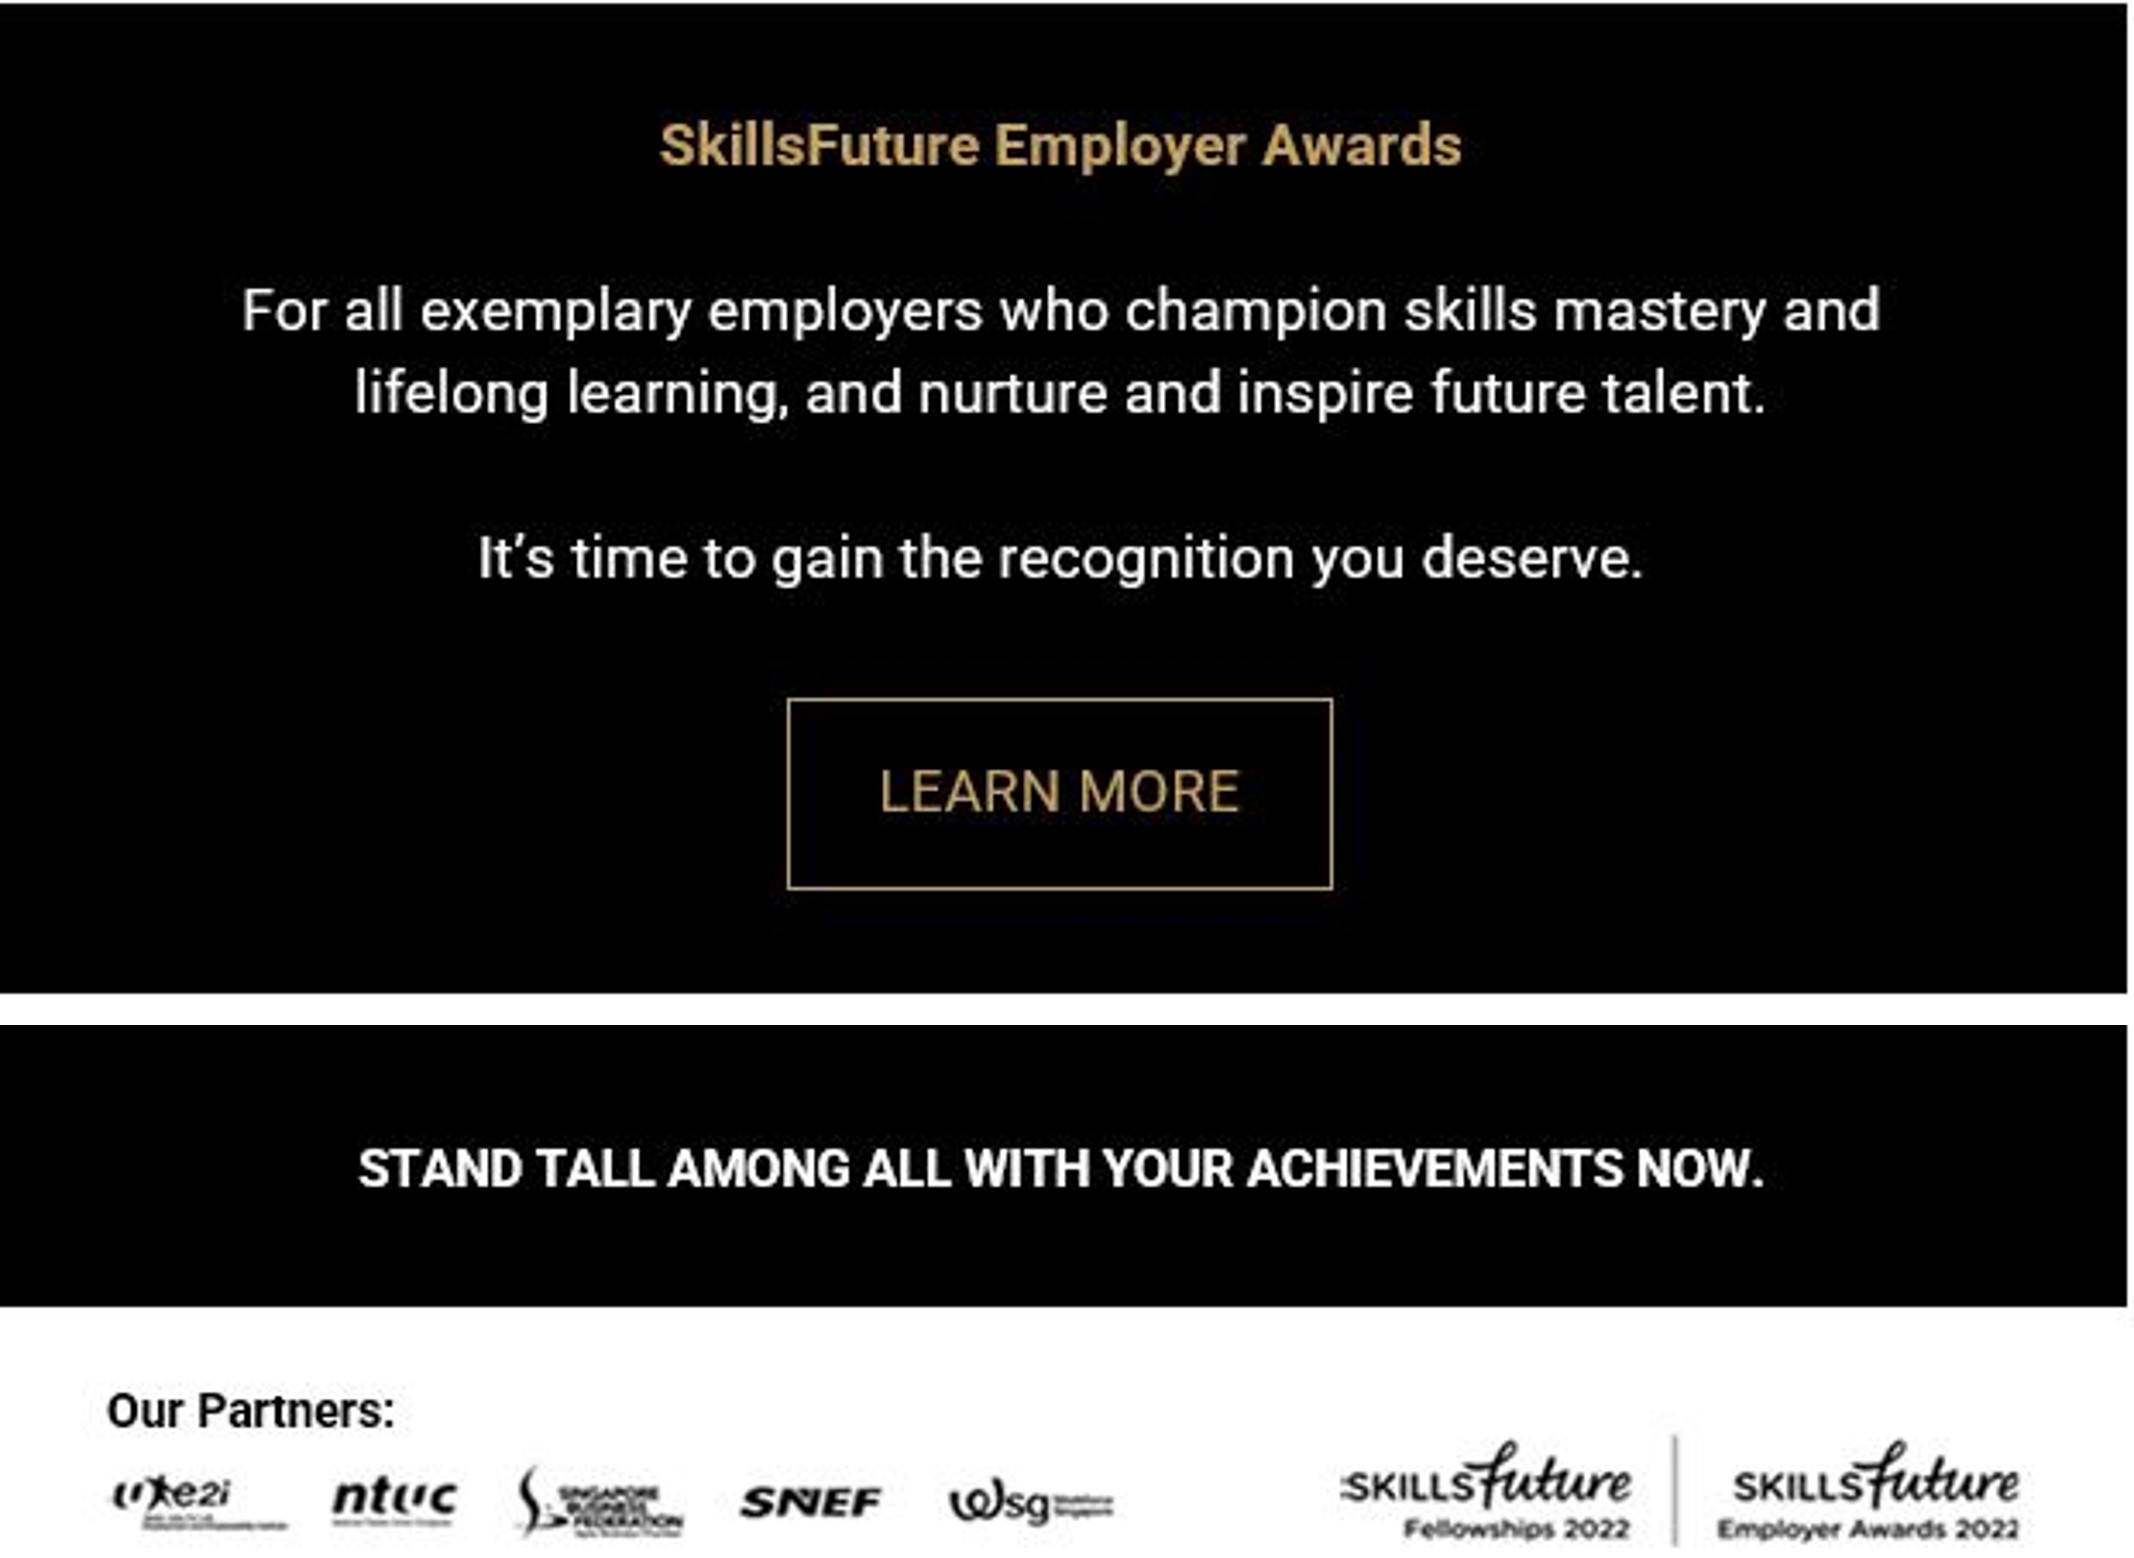 SkillsFuture Employer Awards
For all exemplary employers who champion skills mastery and
lifelong learning, and nurture and inspire future talent.
It's time to gain the recognition you deserve.
LEARN MORE
STAND TALL AMONG ALL WITH YOUR ACHIEVEMENTS NOW.
Our Partners:
e2i
ntuc
SINGAPORE
BUSINESS
FEDERATION
SNEF
wsg
SKILLSfuture
Fellowships 2022
SKILLSfuture
Employer Awards 2022